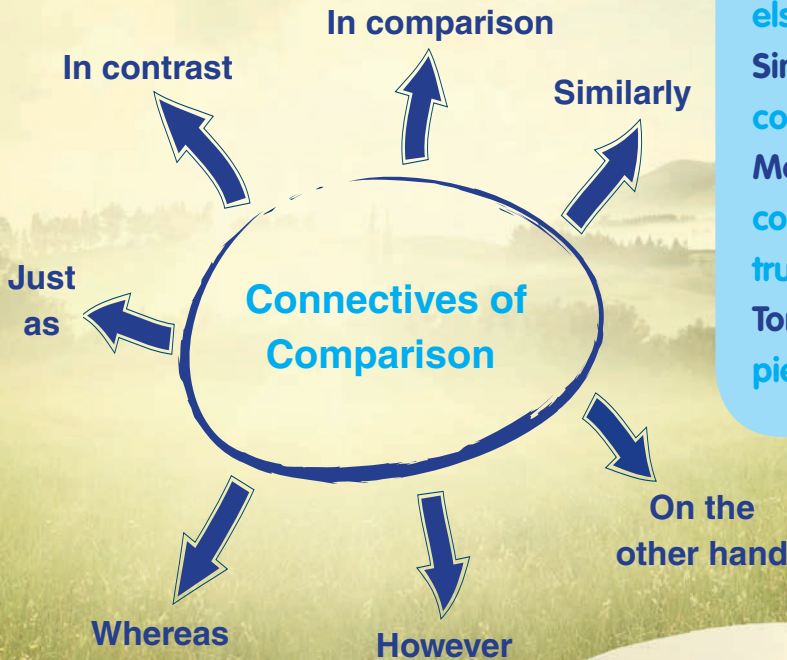 In comparison
In contrast
Similarly
Just
as
Connectives of
Comparison
On the
other hand
Whereas
However